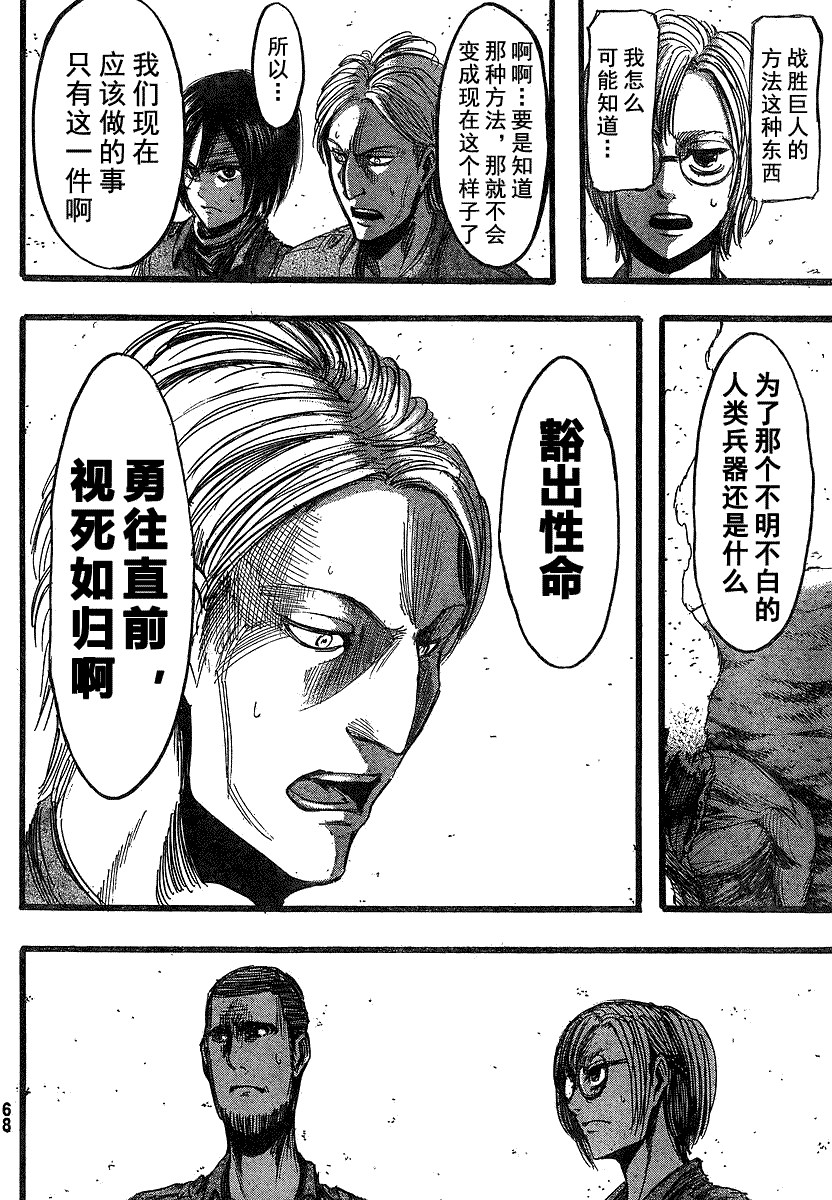 战胜巨人的
方法这种东西
我怎么
可能知道…
啊啊…要是知道
那种方法，那就不会
变成现在这个样子了
所以…
我们现在
应该做的事
只有这一件啊
为了那个不明不白的
人类兵器还是什么
豁出性命
勇往直前，
视死如归啊
68